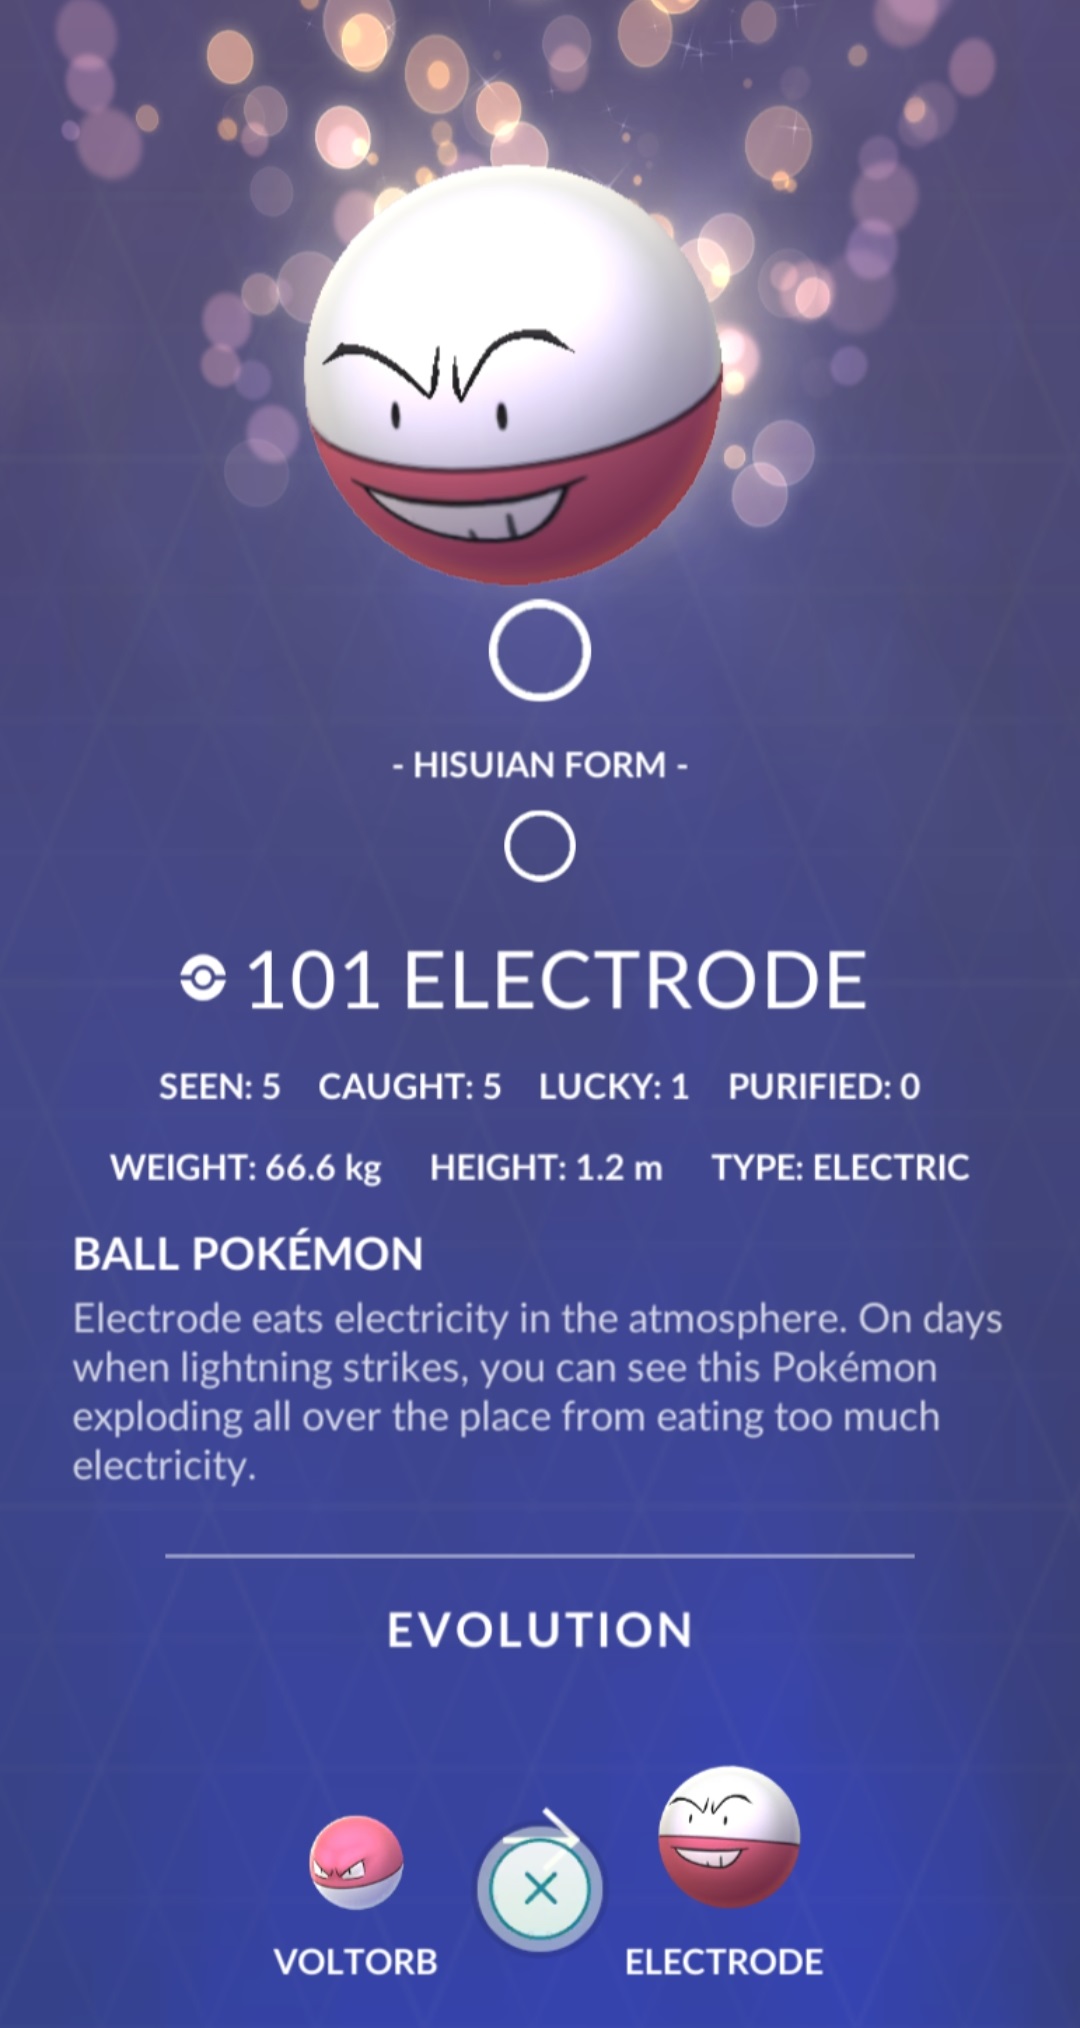 - HISUIAN FORM -
101 ELECTRODE
SEEN: 5 CAUGHT: 5 LUCKY: 1 PURIFIED: 0
WEIGHT: 66.6 kg HEIGHT: 1.2 m TYPE: ELECTRIC
BALL POKÉMON
Electrode eats electricity in the atmosphere. On days
when lightning strikes, you can see this Pokémon
exploding all over the place from eating too much
electricity.
EVOLUTION
VOLTORB ELECTRODE